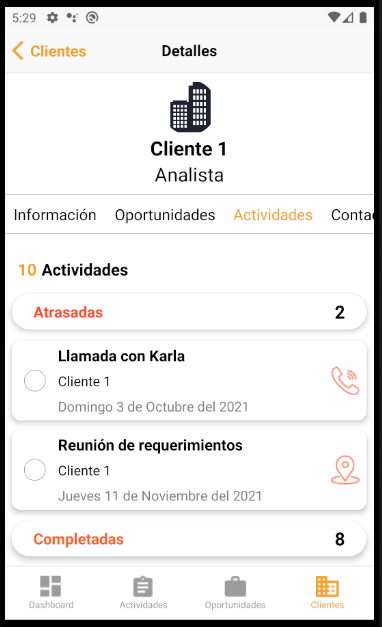 5:29
Clientes
Detalles
Cliente 1
Analista
Información Oportunidades Actividades Contac
10 Actividades
Atrasadas 2
Llamada con Karla
Cliente 1
Domingo 3 de Octubre del 2021
Reunión de requerimientos
Cliente 1
Jueves 11 de Noviembre del 2021
Completadas 8
Dashboard Actividades Oportunidades Clientes